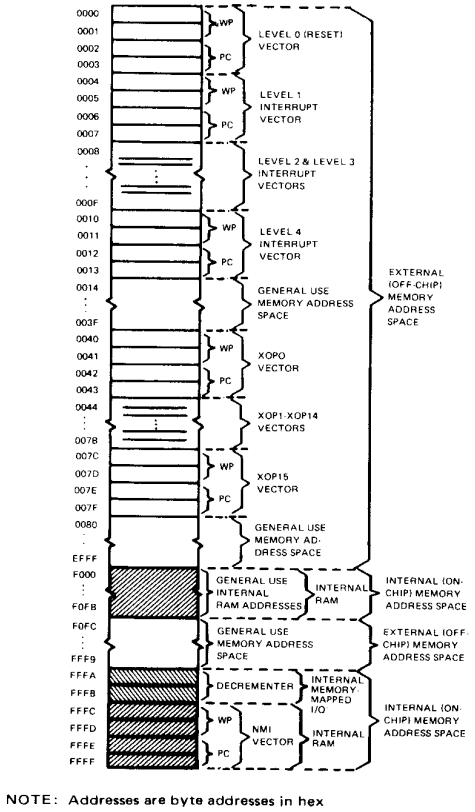 0000
0001
WP
0002
0003
PC
LEVEL 0 (RESET)
VECTOR
0004
0005
WP
0006
0007
PC
LEVEL 1
INTERRUPT
VECTOR
0008
000F
LEVEL 2 & LEVEL 3
INTERRUPT
VECTORS
0010
0011
WP
0012
0013
PC
LEVEL 4
INTERRUPT
VECTOR
0014
003F
GENERAL USE
MEMORY ADDRESS
SPACE
0040
0041
WP
0042
0043
PC
XOP0
VECTOR
0044
007B
XOP1-XOP14
VECTORS
007C
007D
WP
007E
007F
PC
XOP15
VECTOR
0080
EFFF
GENERAL USE
MEMORY AD-
DRESS SPACE
EXTERNAL
(OFF-CHIP)
MEMORY
ADDRESS
SPACE
F000
F0FB
GENERAL USE
INTERNAL
RAM ADDRESSES
INTERNAL
RAM
INTERNAL (ON-
CHIP) MEMORY
ADDRESS SPACE
F0FC
FFF9
GENERAL USE
MEMORY ADDRESS
SPACE
EXTERNAL (OFF-
CHIP) MEMORY
ADDRESS SPACE
FFFA
FFFB
DECREMENTER
INTERNAL
MEMORY-
MAPPED
I/O
FFFC
FFFD
WP
FFFE
FFFF
PC
NMI
VECTOR
INTERNAL
RAM
INTERNAL (ON-
CHIP) MEMORY
ADDRESS SPACE
NOTE: Addresses are byte addresses in hex